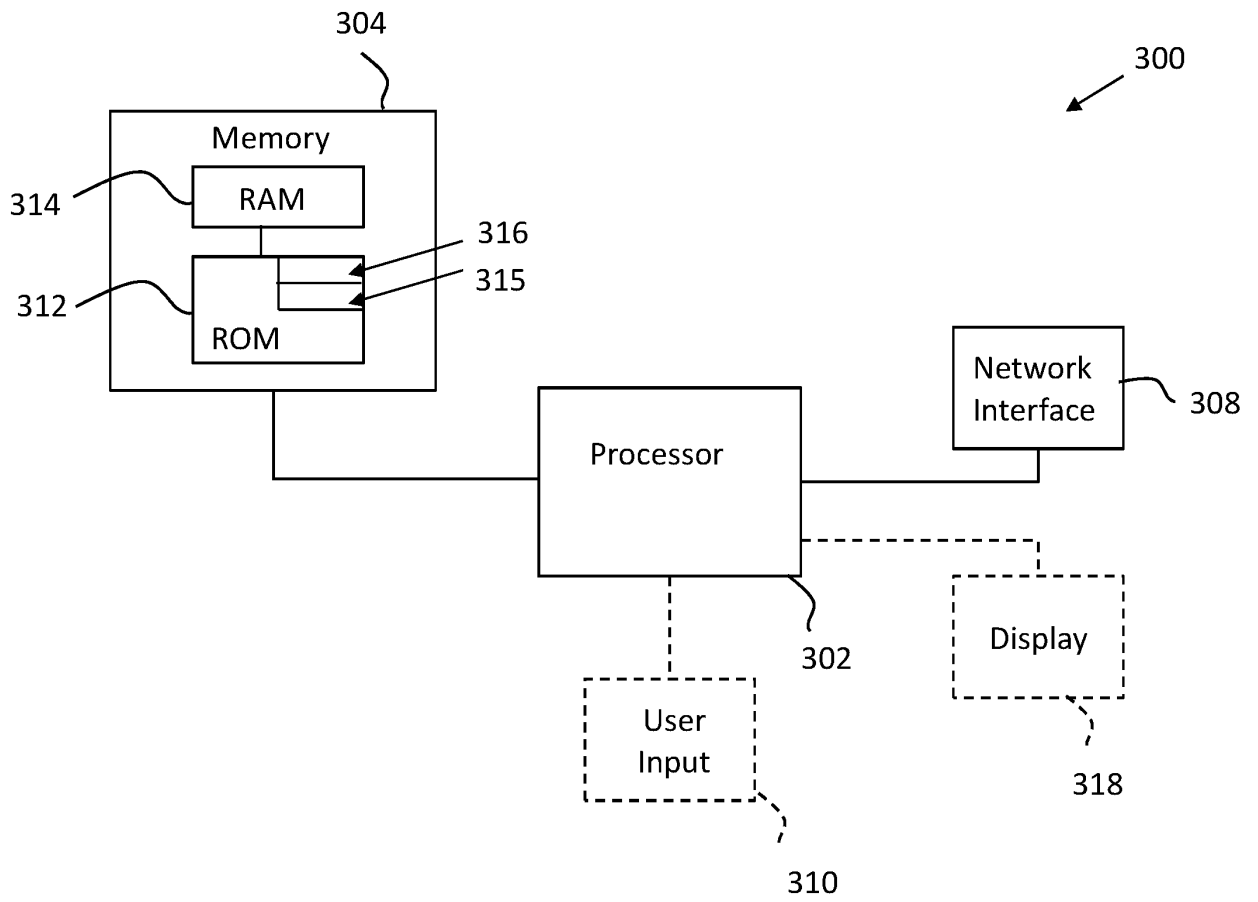 304
300
Memory
RAM
314
316
315
312
ROM
Network
Interface
308
Processor
302
Display
User
Input
318
310